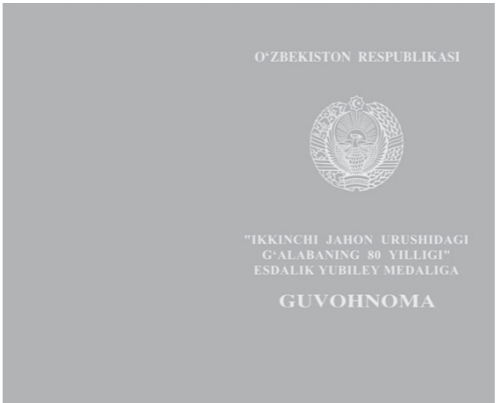 O‘ZBEKISTON RESPUBLIKASI
"IKKINCHI JAHON URUSHIDAGI
G‘ALABANING 80 YILLIGI"
ESDALIK YUBILEY MEDALIGA
GUVOHNOMA